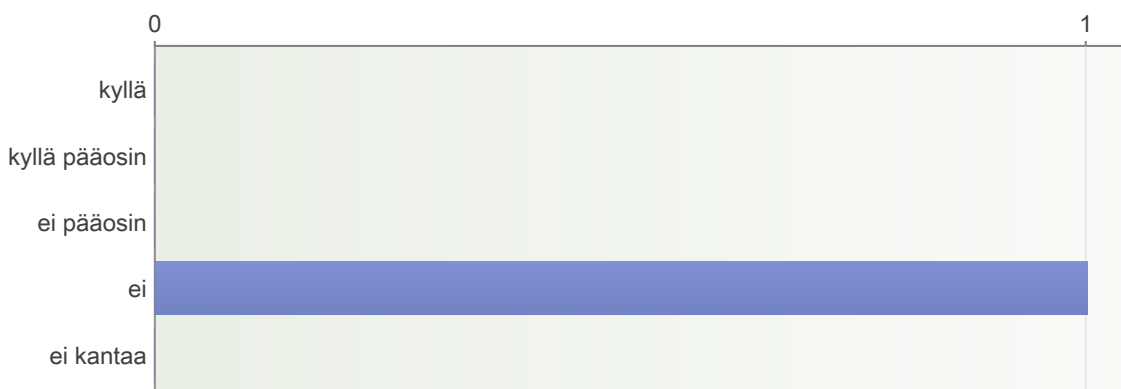 0 1
kyllä
kyllä pääosin
ei pääosin
ei
ei kantaa